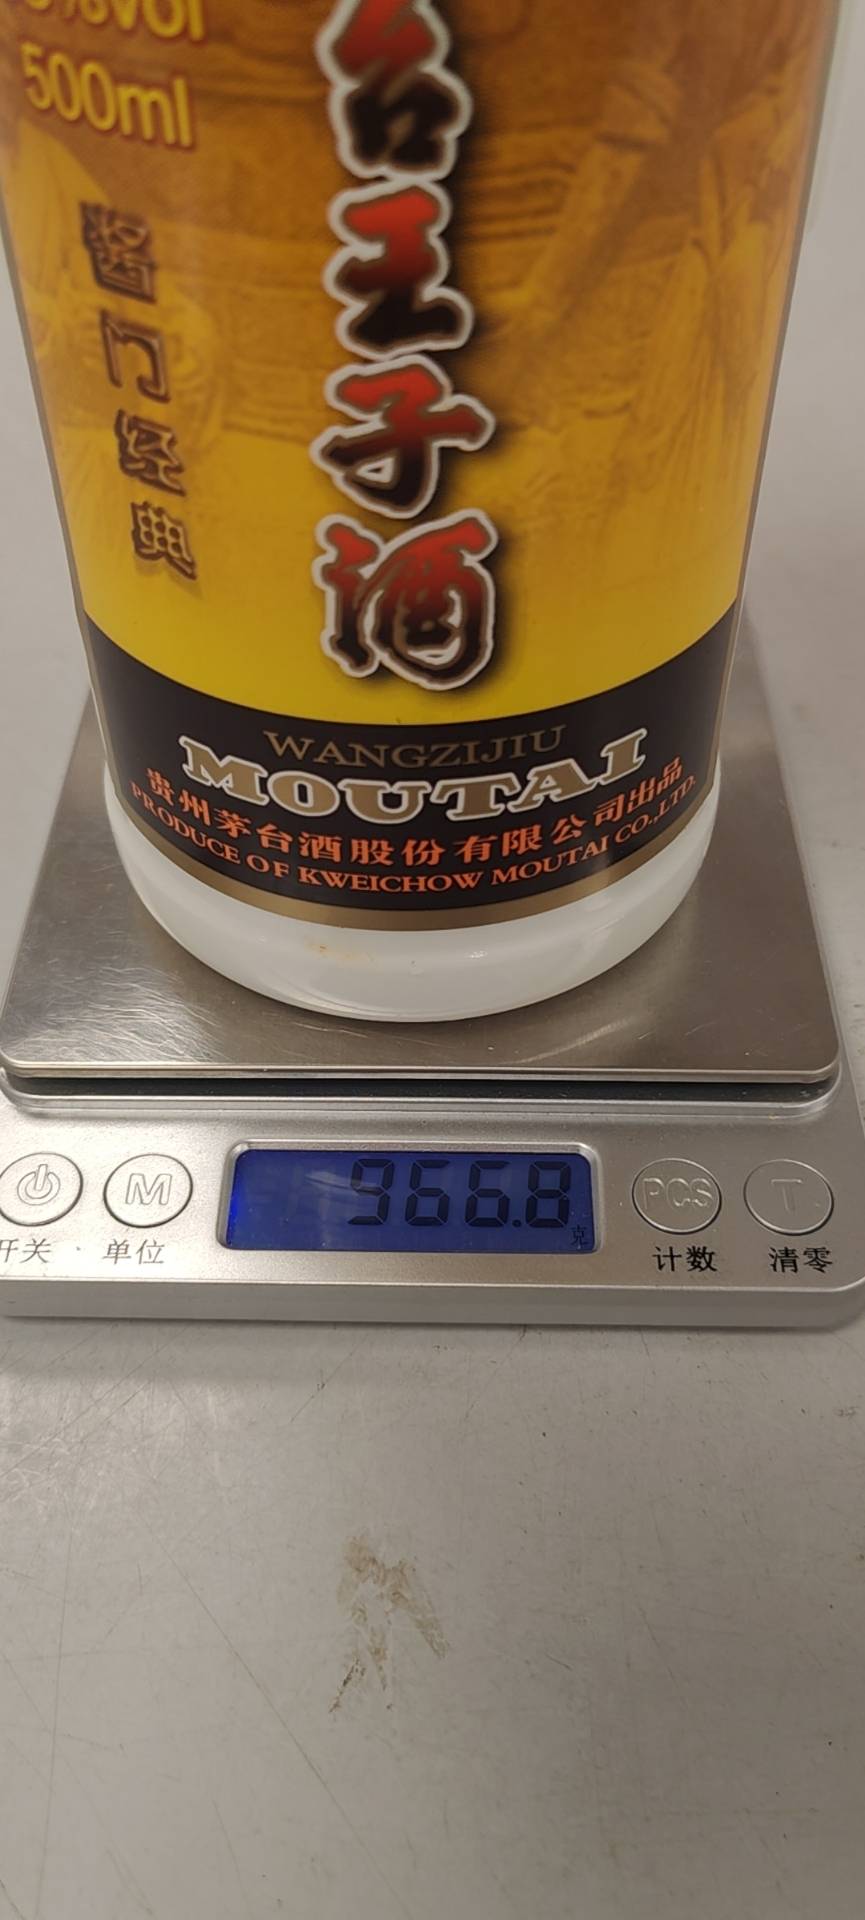 %vol
500ml
酱门经典
台王子酒
WANGZIJIU
MOUTAI
贵州茅台酒股份有限公司出品
PRODUCE OF KWEICHOW MOUTAI CO.,LTD.
966.8
克
M
PCS
T
开关
单位
计数
清零